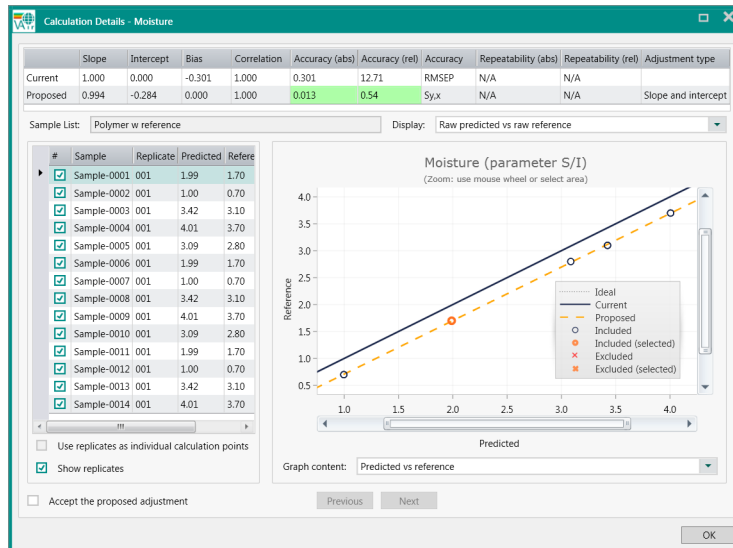 Calculation Details - Moisture
Slope Intercept Bias Correlation Accuracy (abs) Accuracy (rel) Accuracy Repeatability (abs) Repeatability (rel) Adjustment type
Current 1.000 0.000 -0.301 1.000 0.301 12.71 RMSEP N/A N/A
Proposed 0.994 -0.284 0.000 1.000 0.013 0.54 Sy,x N/A N/A Slope and intercept
Sample List: Polymer w reference Display: Raw predicted vs raw reference
# Sample Replicate Predicted Refere
Sample-0001 001 1.99 1.70
Sample-0002 001 1.00 0.70
Sample-0003 001 3.42 3.10
Sample-0004 001 4.01 3.70
Sample-0005 001 3.09 2.80
Sample-0006 001 1.99 1.70
Sample-0007 001 1.00 0.70
Sample-0008 001 3.42 3.10
Sample-0009 001 4.01 3.70
Sample-0010 001 3.09 2.80
Sample-0011 001 1.99 1.70
Sample-0012 001 1.00 0.70
Sample-0013 001 3.42 3.10
Sample-0014 001 4.01 3.70
Use replicates as individual calculation points
Show replicates
Moisture (parameter S/I)
(Zoom: use mouse wheel or select area)
4.0
3.5
3.0
2.5
2.0
1.5
1.0
0.5
Reference
Ideal
Current
Proposed
Included
Included (selected)
Excluded
Excluded (selected)
1.0 1.5 2.0 2.5 3.0 3.5 4.0
Predicted
Graph content: Predicted vs reference
Accept the proposed adjustment
Previous Next
OK